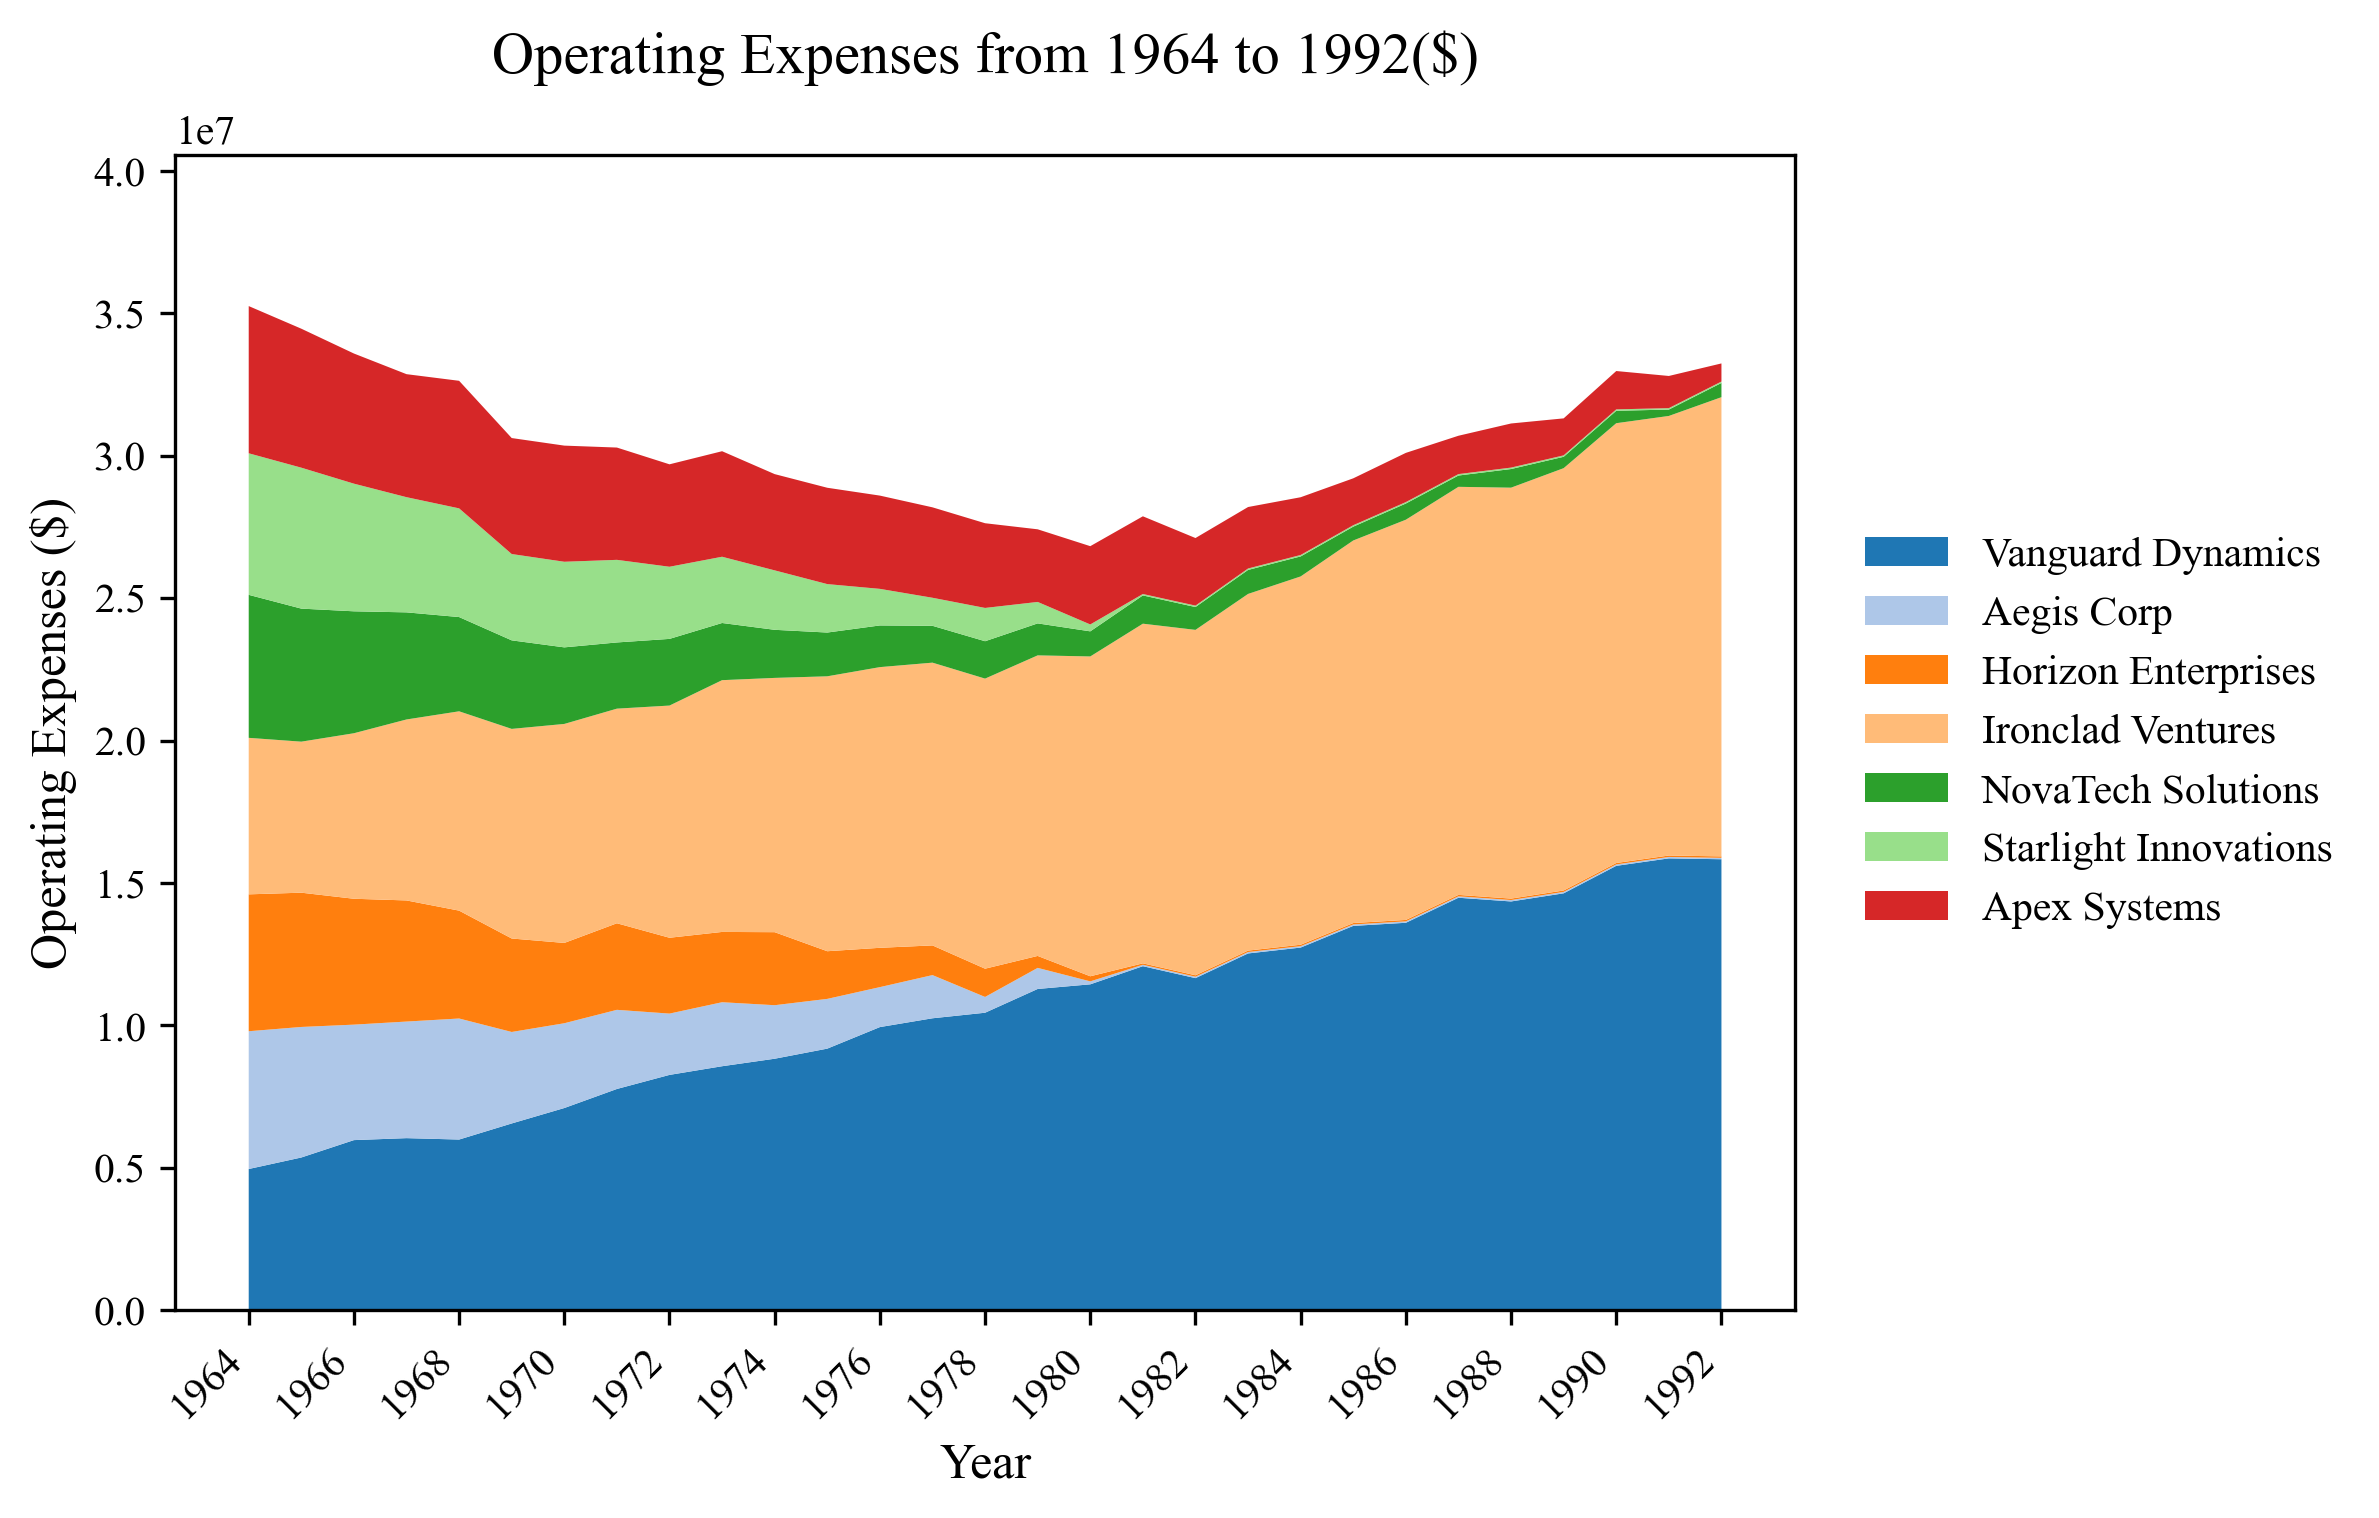 Operating Expenses from 1964 to 1992($)
1e7
4.0
3.5
3.0
2.5
2.0
1.5
1.0
0.5
0.0
Operating Expenses ($)
1964
1966
1968
1970
1972
1974
1976
1978
1980
1982
1984
1986
1988
1990
1992
Year
Vanguard Dynamics
Aegis Corp
Horizon Enterprises
Ironclad Ventures
NovaTech Solutions
Starlight Innovations
Apex Systems